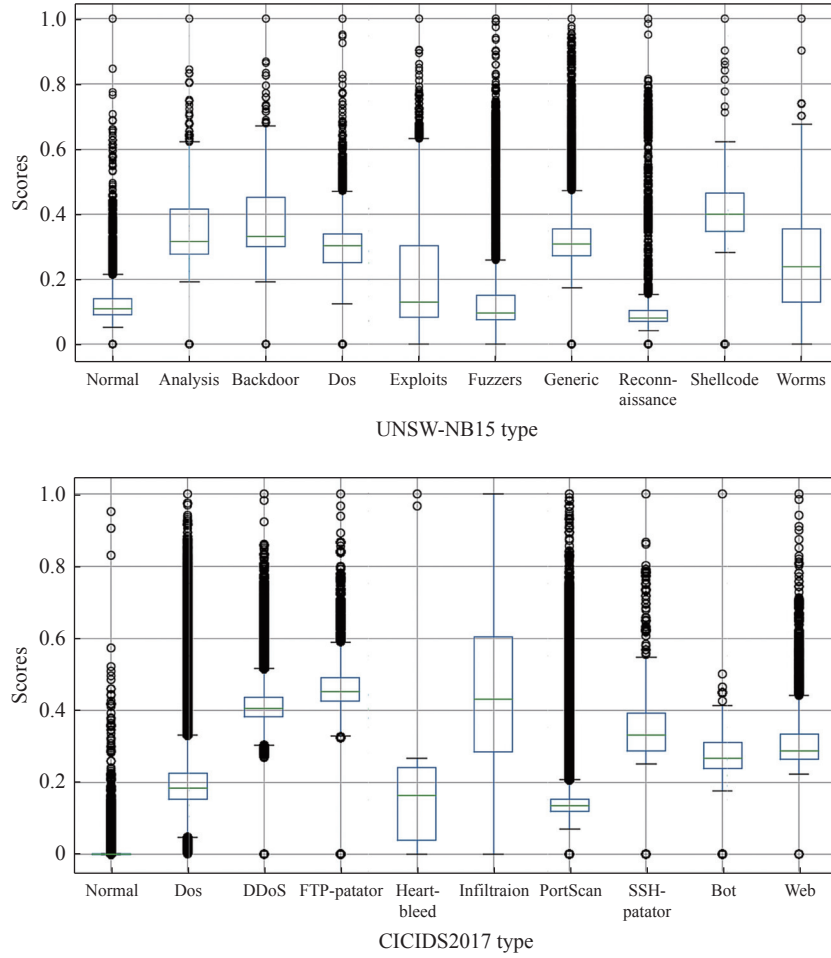 1.0
0.8
0.6
0.4
0.2
0
Scores
Normal Analysis Backdoor Dos Exploits Fuzzers Generic Reconn- Shellcode Worms
aissance
UNSW-NB15 type
1.0
0.8
0.6
0.4
0.2
0
Scores
Normal Dos DDoS FTP-patator Heart- Infiltraion PortScan SSH- Bot Web
bleed patator
CICIDS2017 type